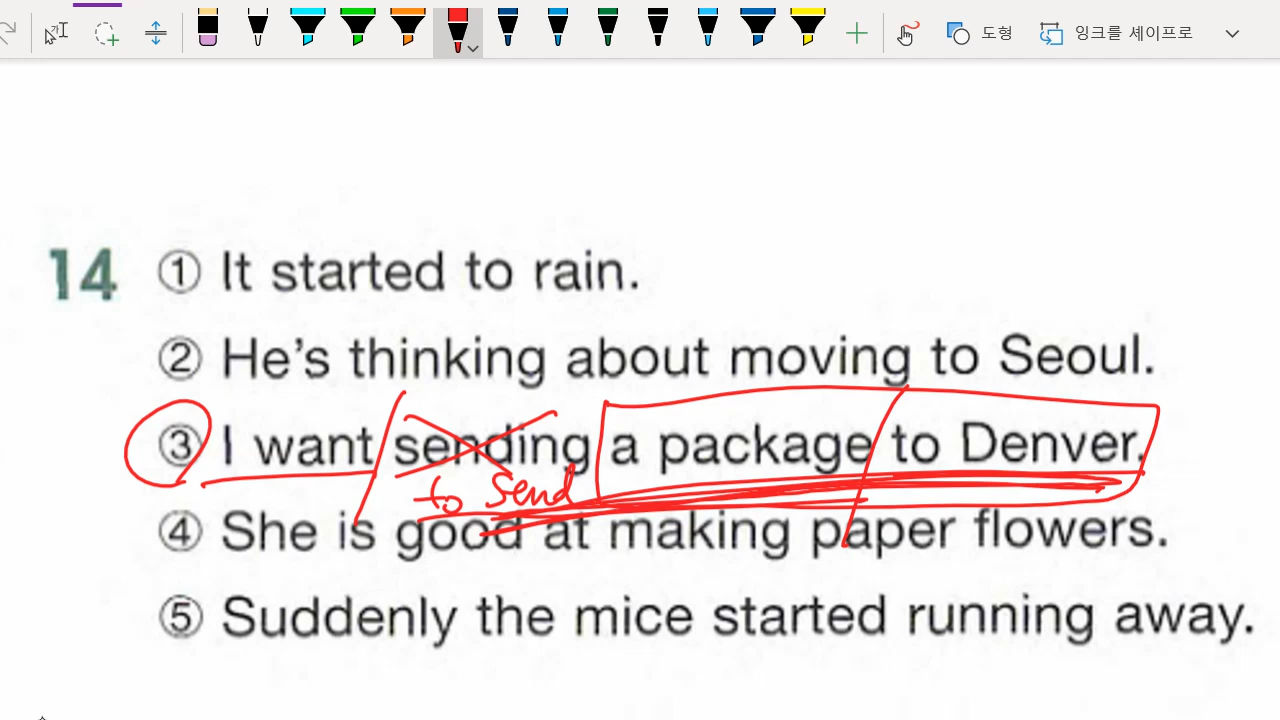 도형 잉크를 셰이프로
14 ① It started to rain.
② He's thinking about moving to Seoul.
③ I want sending a package to Denver.
to send
④ She is good at making paper flowers.
⑤ Suddenly the mice started running away.